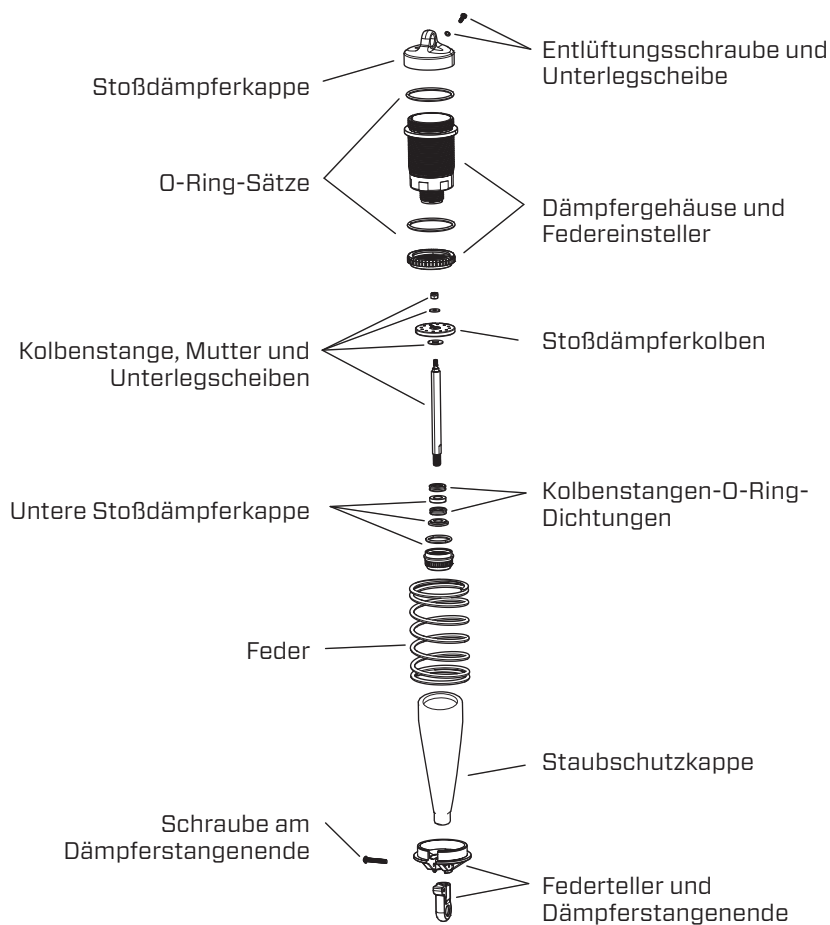 Entlüftungsschraube und
Unterlegscheibe
Stoßdämpferkappe
O-Ring-Sätze
Dämpfergehäuse und
Federeinsteller
Stoßdämpferkolben
Kolbenstange, Mutter und
Unterlegscheiben
Kolbenstangen-O-Ring-
Dichtungen
Untere Stoßdämpferkappe
Feder
Staubschutzkappe
Schraube am
Dämpferstangenende
Federteller und
Dämpferstangenende